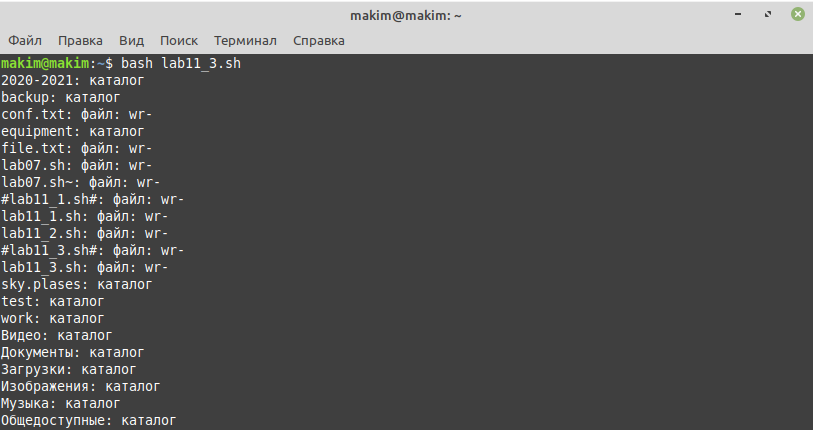 makim@makim: ~
Файл Правка Вид Поиск Терминал Справка
makim@makim:~$ bash lab11_3.sh
2020-2021: каталог
backup: каталог
conf.txt: файл: wr-
equipment: каталог
file.txt: файл: wr-
lab07.sh: файл: wr-
lab07.sh~: файл: wr-
#lab11_1.sh#: файл: wr-
lab11_1.sh: файл: wr-
lab11_2.sh: файл: wr-
#lab11_3.sh#: файл: wr-
lab11_3.sh: файл: wr-
sky.plases: каталог
test: каталог
work: каталог
Видео: каталог
Документы: каталог
Загрузки: каталог
Изображения: каталог
Музыка: каталог
Общедоступные: каталог